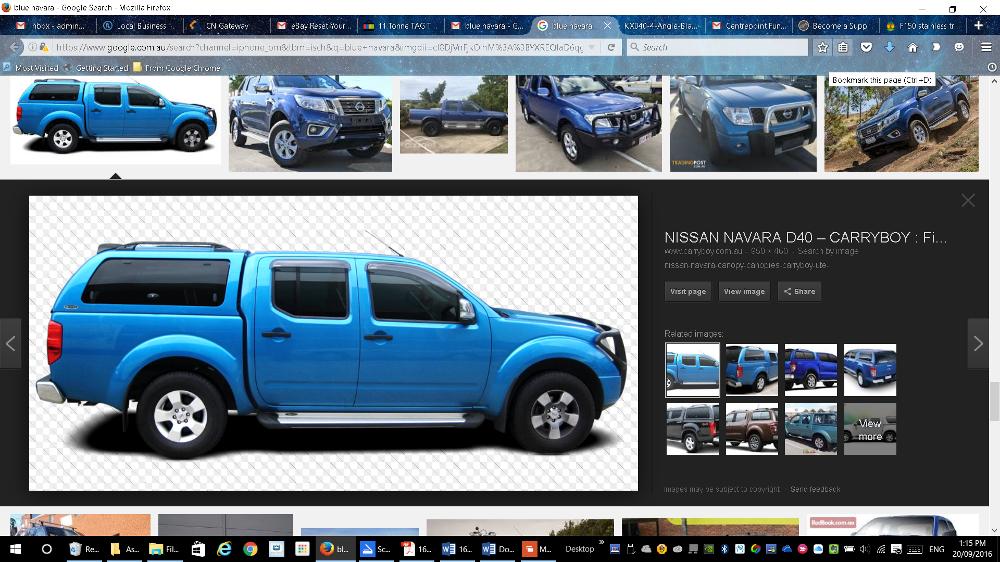 blue navara - Google Search - Mozilla Firefox
Inbox - admin...
Local Business ...
ICN Gateway
eBay Reset Your...
11 Tonne TAG T...
blue navara - G...
blue navara...
KX040-4-Angle-Bla...
Centrepoint Fun...
Become a Supp...
F150 stainless tr...
https://www.google.com.au/search?channel=iphone_bm&tbm=isch&q=blue+navara&imgdii=cI8DjVnFjkOlhM%3A%3BYXREQfaD6qg
Search
Most Visited
Getting Started
From Google Chrome
Bookmark this page (Ctrl+D)
carsales
TRADINGPOST
.COM.AU
NISSAN NAVARA D40 – CARRYBOY : Fi...
www.carryboy.com.au - 950 × 460 - Search by image
nissan-navara-canopy-canopies-carryboy-ute-
Visit page
View image
Share
Related images:
View
more
Images may be subject to copyright. - Send feedback
RedBook.com.au
Re...
As...
Fil...
bl...
Sc...
16...
16...
Do...
M...
Desktop
ENG
1:15 PM
20/09/2016